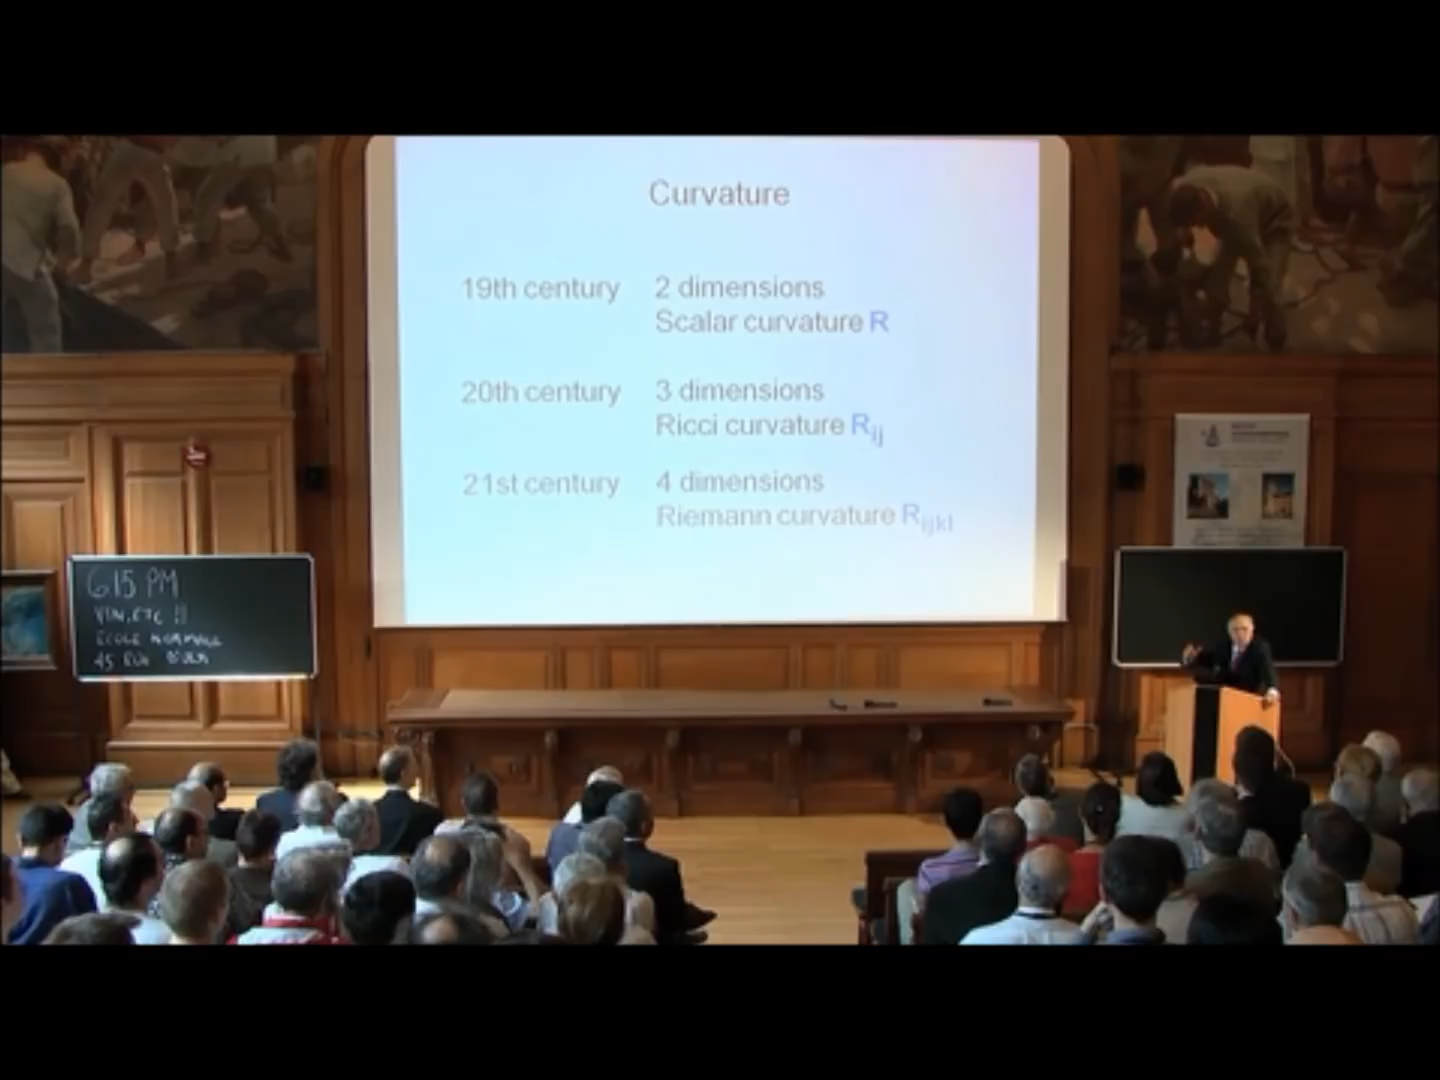 Curvature
19th century 2 dimensions
Scalar curvature R
20th century 3 dimensions
Ricci curvature Rij
21st century 4 dimensions
Riemann curvature Rijkl
6 15 PM
VIN, ETC !!
ECOLE NORMALE
45 RUE D'ULM